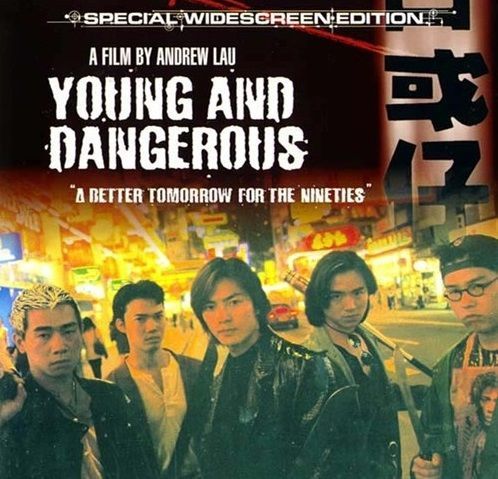 SPECIAL WIDESCREEN EDITION
A FILM BY ANDREW LAU
YOUNG AND
DANGEROUS
"A BETTER TOMORROW FOR THE NINETIES"
惑仔